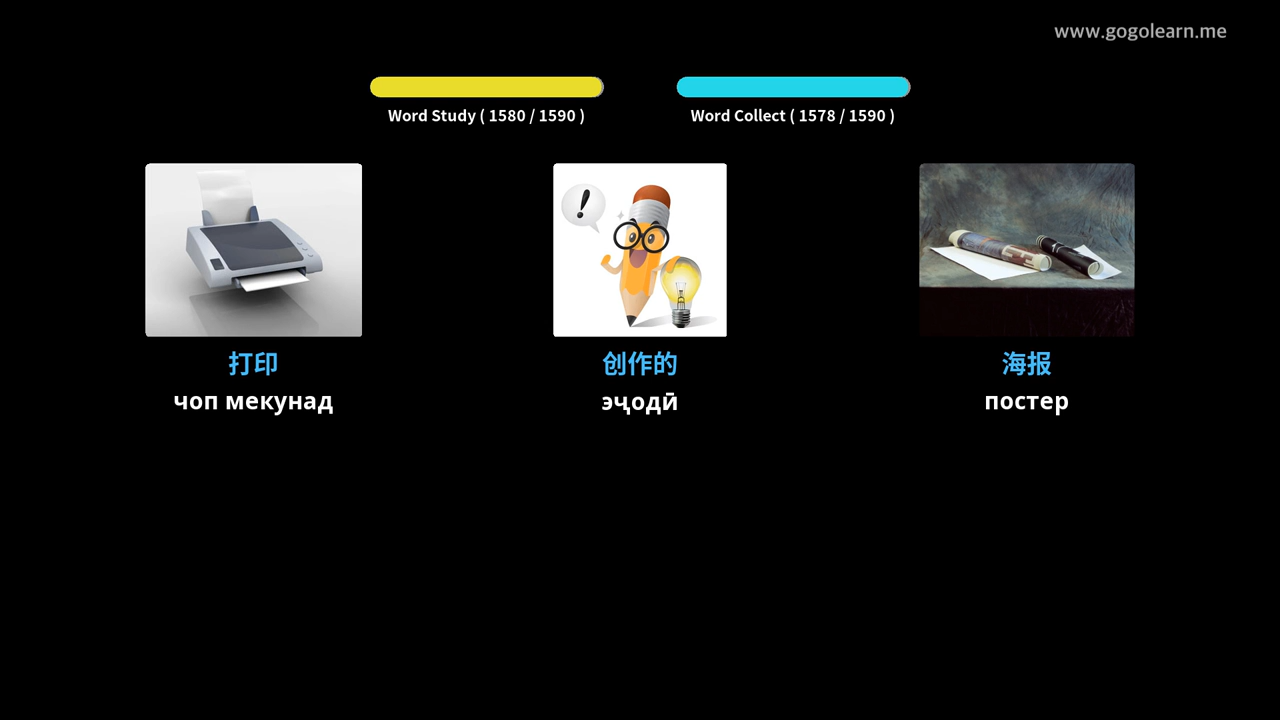 www.gogolearn.me
Word Study ( 1580 / 1590 )
Word Collect ( 1578 / 1590 )
打印
创作的
海报
чоп мекунад
эҷодӣ
постер